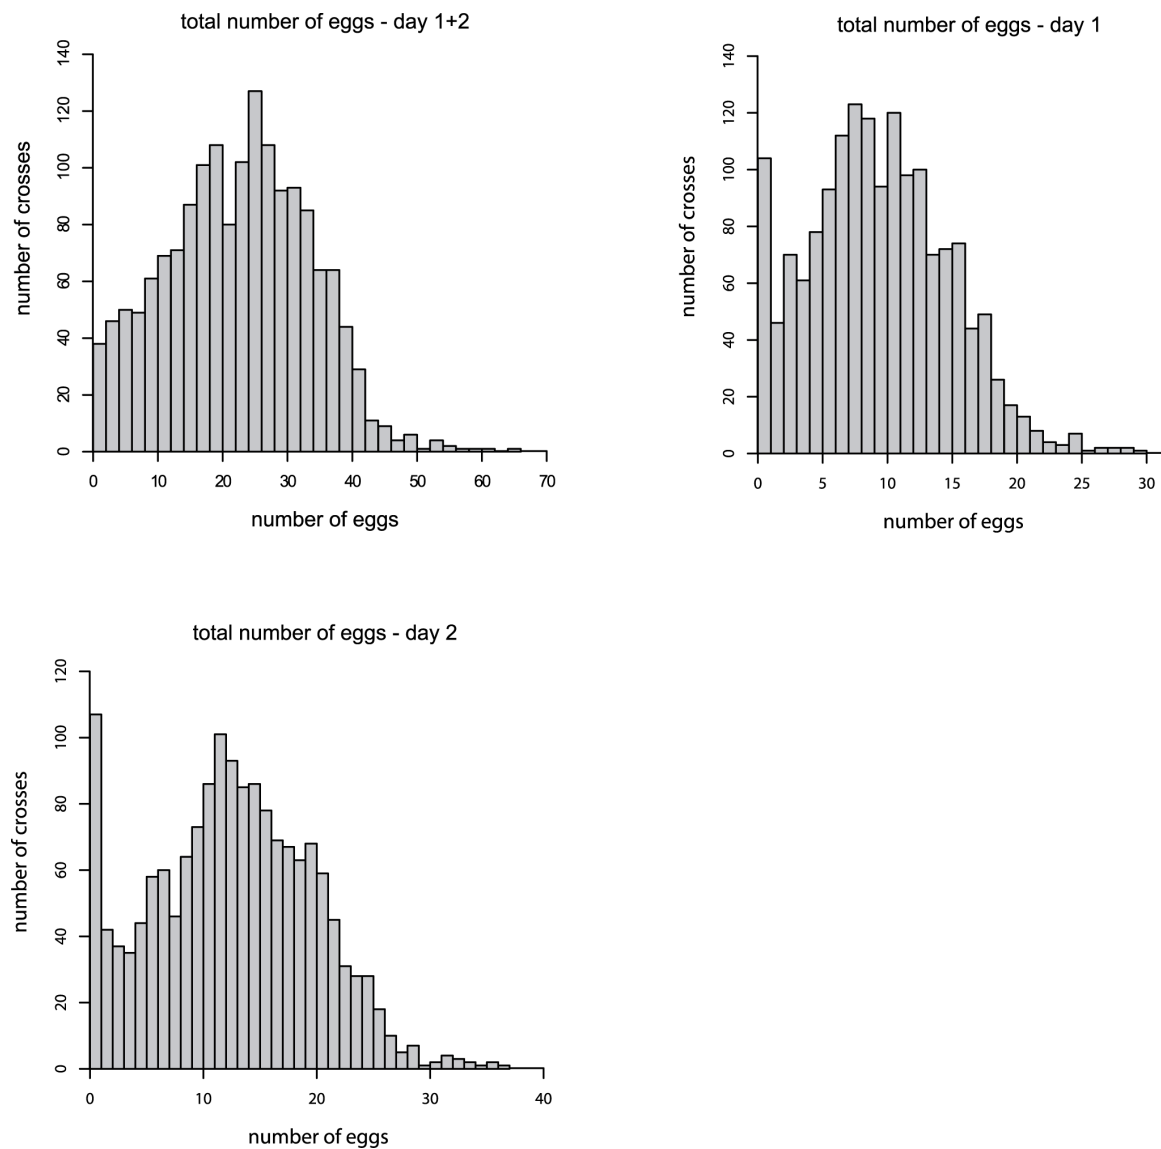 total number of eggs - day 1+2
number of crosses
140
120
100
80
60
40
20
0
0 10 20 30 40 50 60 70
number of eggs
total number of eggs - day 1
number of crosses
140
120
100
80
60
40
20
0
0 5 10 15 20 25 30
number of eggs
total number of eggs - day 2
number of crosses
120
100
80
60
40
20
0
0 10 20 30 40
number of eggs